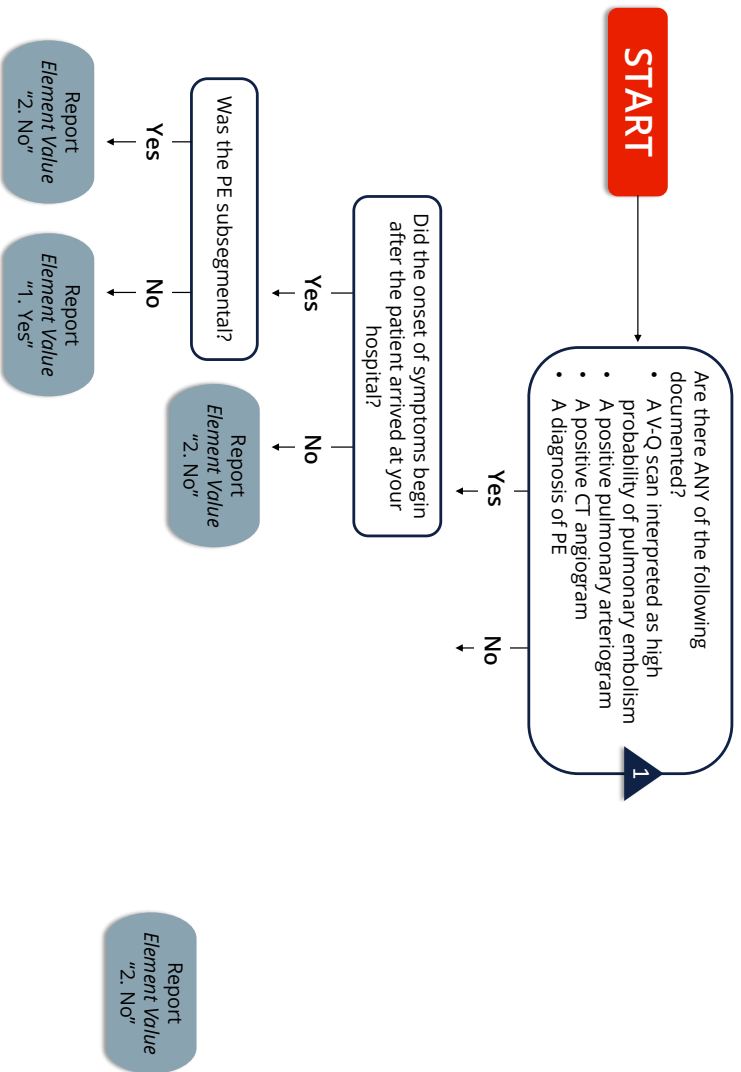 START
Are there ANY of the following
documented?
• A V-Q scan interpreted as high
probability of pulmonary embolism
• A positive pulmonary arteriogram
• A positive CT angiogram
• A diagnosis of PE
1
Yes
No
Did the onset of symptoms begin
after the patient arrived at your
hospital?
Yes
No
Was the PE subsegmental?
Report
Element Value
“2. No”
Yes
No
Report
Element Value
“2. No”
Report
Element Value
“1. Yes”
Report
Element Value
“2. No”